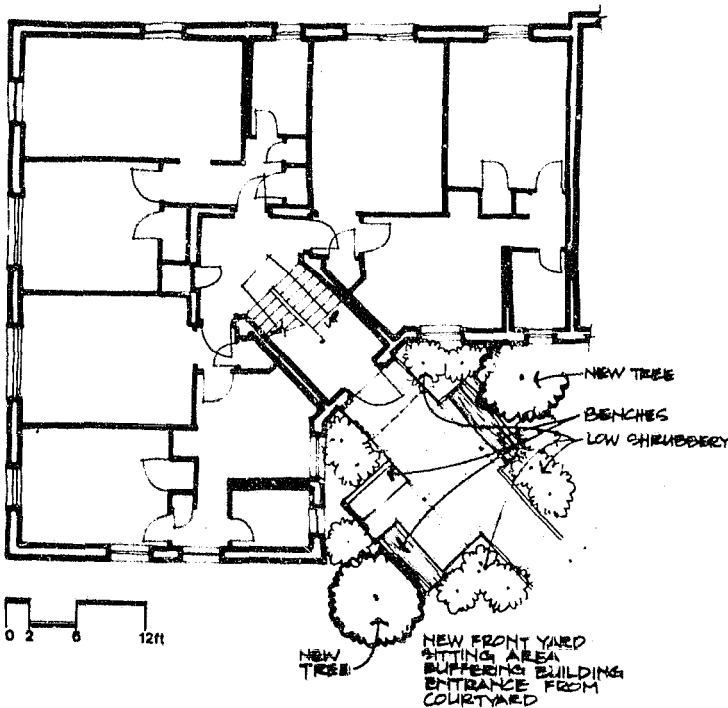 NEW TREE
BENCHES
LOW SHRUBBERY
0 2 6 12ft
NEW
TREE
NEW FRONT YARD
SITTING AREA
BUFFERING BUILDING
ENTRANCE FROM
COURTYARD